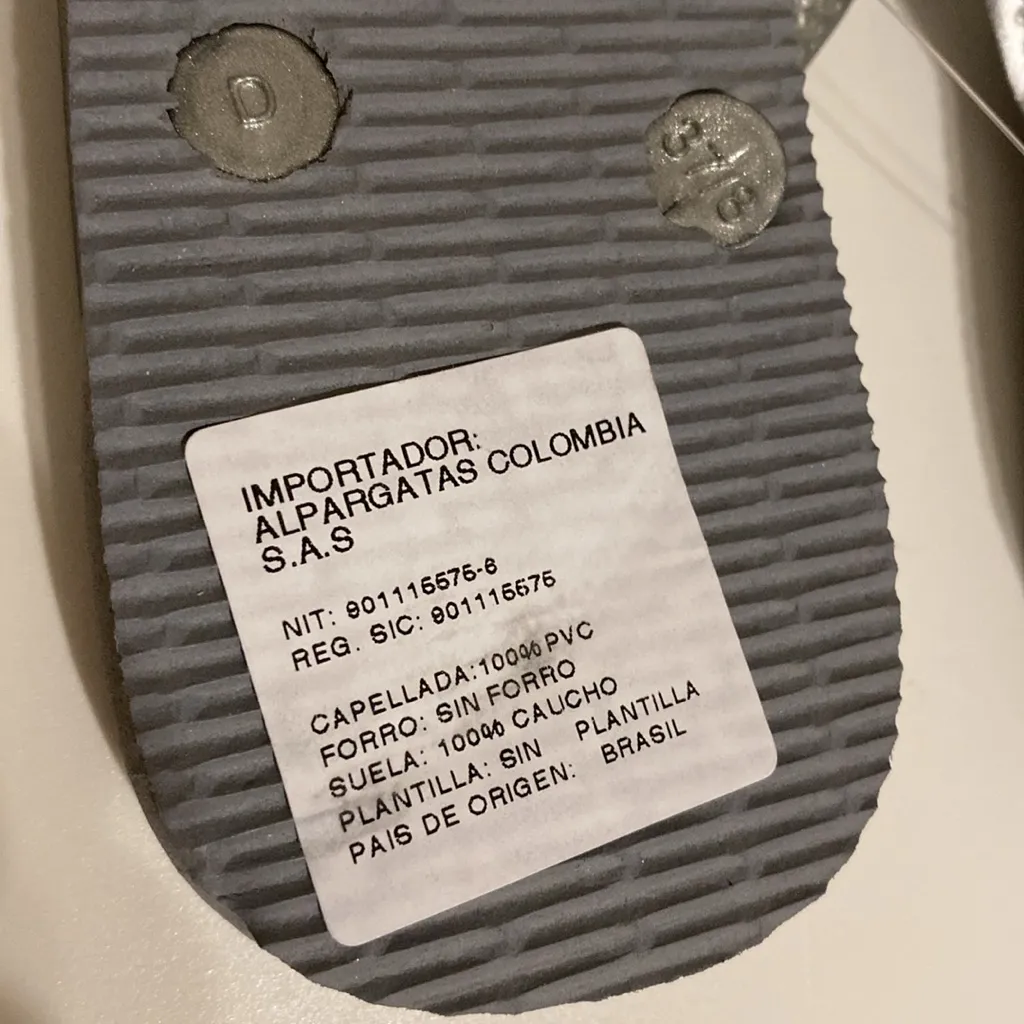 D
37/8
IMPORTADOR:
ALPARGATAS COLOMBIA
S.A.S
NIT: 901115575-6
REG. SIC: 901115575
CAPELLADA:100% PVC
FORRO: SIN FORRO
SUELA: 100% CAUCHO
PLANTILLA: SIN PLANTILLA
PAIS DE ORIGEN: BRASIL